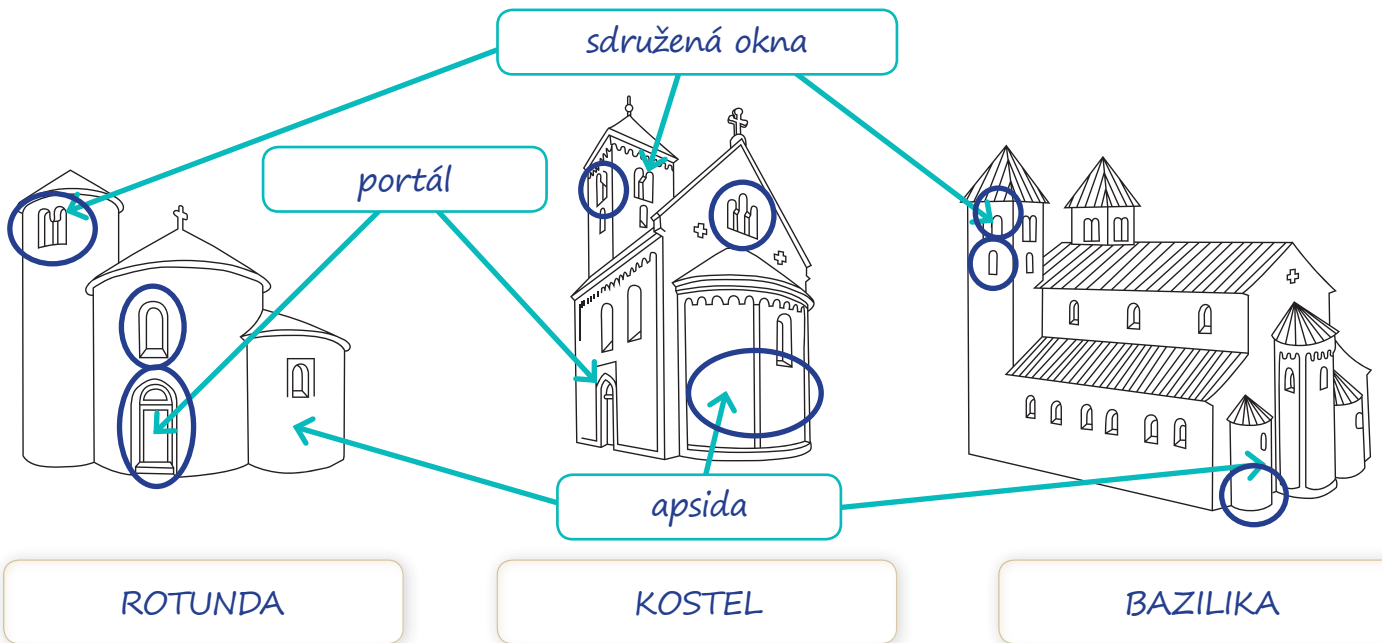 sdružená okna
portál
apsida
ROTUNDA
KOSTEL
BAZILIKA